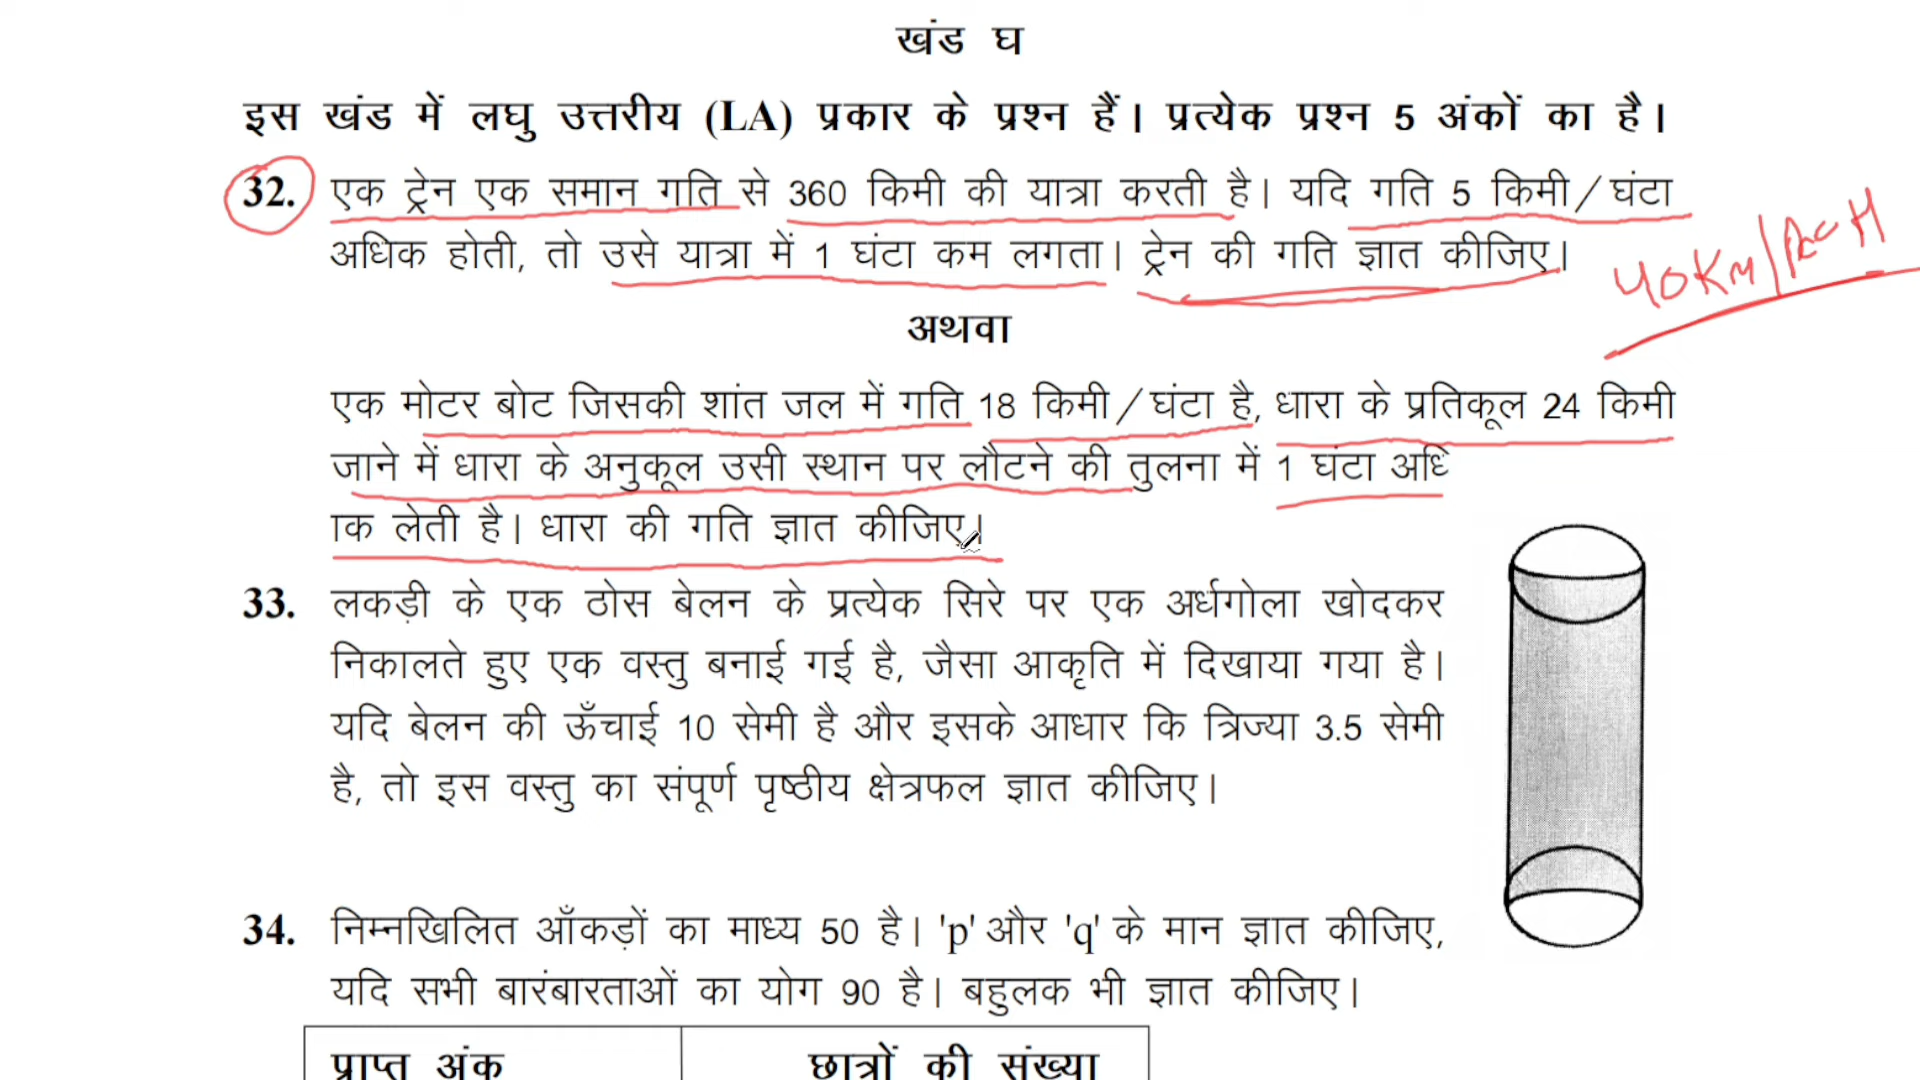 खंड घ
इस खंड में लघु उत्तरीय (LA) प्रकार के प्रश्न हैं। प्रत्येक प्रश्न 5 अंकों का है।
32. एक ट्रेन एक समान गति से 360 किमी की यात्रा करती है। यदि गति 5 किमी/घंटा
अधिक होती, तो उसे यात्रा में 1 घंटा कम लगता। ट्रेन की गति ज्ञात कीजिए।
40KM/
अथवा
एक मोटर बोट जिसकी शांत जल में गति 18 किमी/घंटा है, धारा के प्रतिकूल 24 किमी
जाने में धारा के अनुकूल उसी स्थान पर लौटने की तुलना में 1 घंटा अधि
ाक लेती है। धारा की गति ज्ञात कीजिए।
33. लकड़ी के एक ठोस बेलन के प्रत्येक सिरे पर एक अर्धगोला खोदकर
निकालते हुए एक वस्तु बनाई गई है, जैसा आकृति में दिखाया गया है।
यदि बेलन की ऊँचाई 10 सेमी है और इसके आधार कि त्रिज्या 3.5 सेमी
है, तो इस वस्तु का संपूर्ण पृष्ठीय क्षेत्रफल ज्ञात कीजिए।
34. निम्नखिलित आँकड़ों का माध्य 50 है। 'p' और 'q' के मान ज्ञात कीजिए,
यदि सभी बारंबारताओं का योग 90 है। बहुलक भी ज्ञात कीजिए।
प्राप्त अंक छात्रों की संख्या